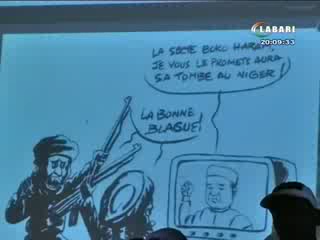 LABARI
20:09:33
LA SECTE BOKO HARAM,
JE VOUS LE PROMETS AURA
SA TOMBE AU NIGER!
LA BONNE
BLAGUE!